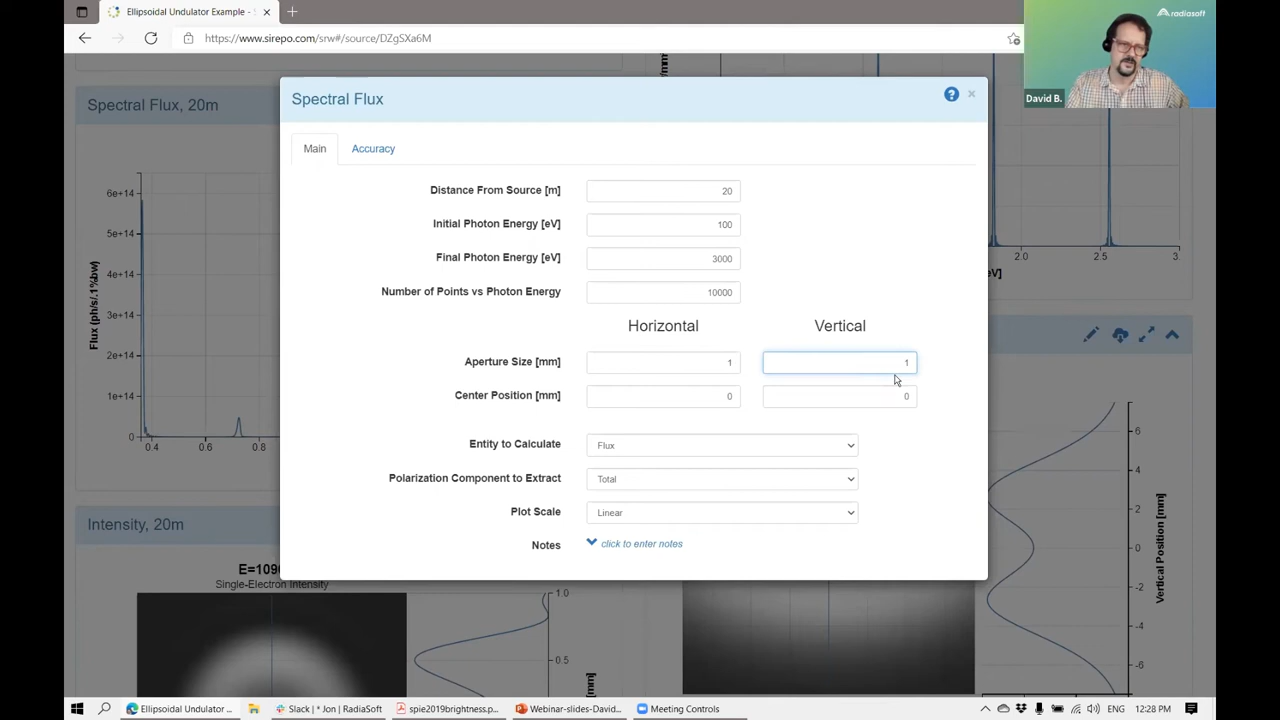 Ellipsoidal Undulator Example -
https://www.sirepo.com/srw#/source/DZgSXa6M
radiasoft
David B.
Spectral Flux, 20m
Spectral Flux
Main
Accuracy
Distance From Source [m]
20
Initial Photon Energy [eV]
100
Final Photon Energy [eV]
3000
Number of Points vs Photon Energy
10000
Horizontal
Vertical
Aperture Size [mm]
1
1
Center Position [mm]
0
0
Entity to Calculate
Flux
Polarization Component to Extract
Total
Plot Scale
Linear
Notes
click to enter notes
Flux (ph/s/.1%bw)
6e+14
5e+14
4e+14
3e+14
2e+14
1e+14
0
0.4
0.6
0.8
2.0
2.5
3.
eV]
Intensity, 20m
E=1090
Single-Electron Intensity
1.0
0.5
6
4
2
0
-2
-4
-6
Vertical Position [mm]
Ellipsoidal Undulator
Slack | * Jon | RadiaSoft
spie2019brightness.p...
Webinar-slides-David...
Meeting Controls
ENG
12:28 PM